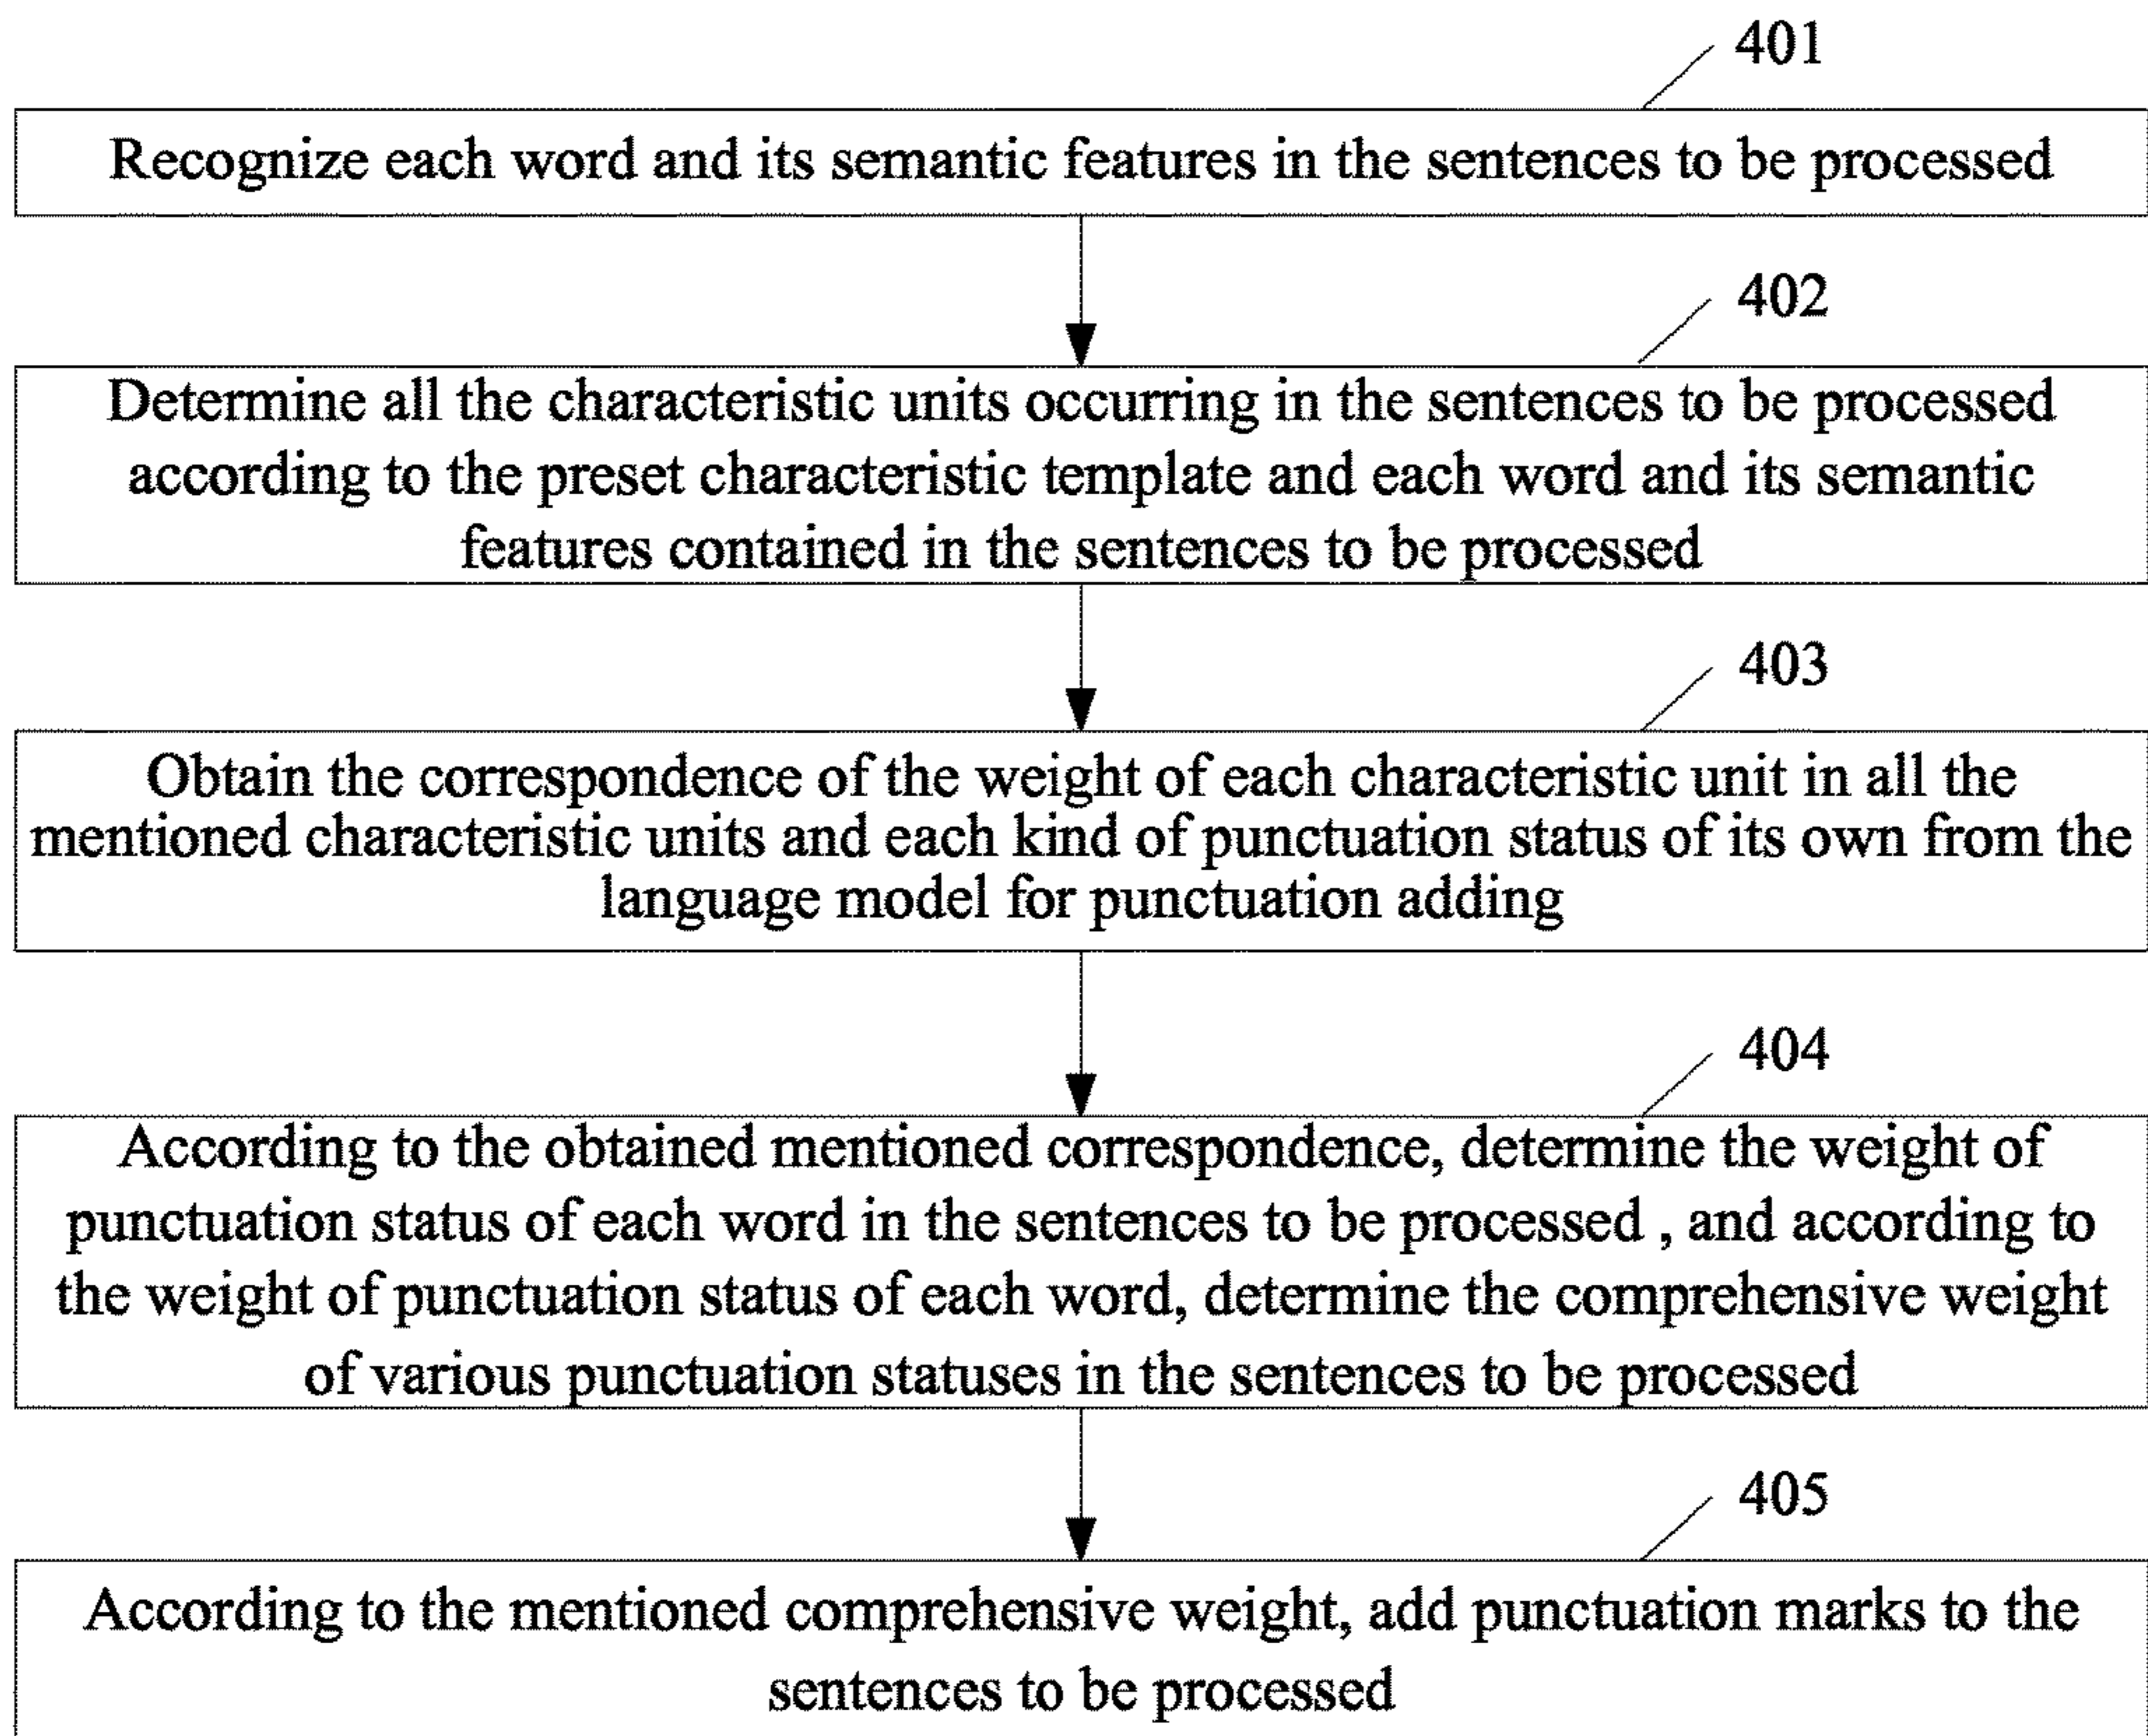 401
Recognize each word and its semantic features in the sentences to be processed
402
Determine all the characteristic units occurring in the sentences to be processed
according to the preset characteristic template and each word and its semantic
features contained in the sentences to be processed
403
Obtain the correspondence of the weight of each characteristic unit in all the
mentioned characteristic units and each kind of punctuation status of its own from the
language model for punctuation adding
404
According to the obtained mentioned correspondence, determine the weight of
punctuation status of each word in the sentences to be processed , and according to
the weight of punctuation status of each word, determine the comprehensive weight
of various punctuation statuses in the sentences to be processed
405
According to the mentioned comprehensive weight, add punctuation marks to the
sentences to be processed